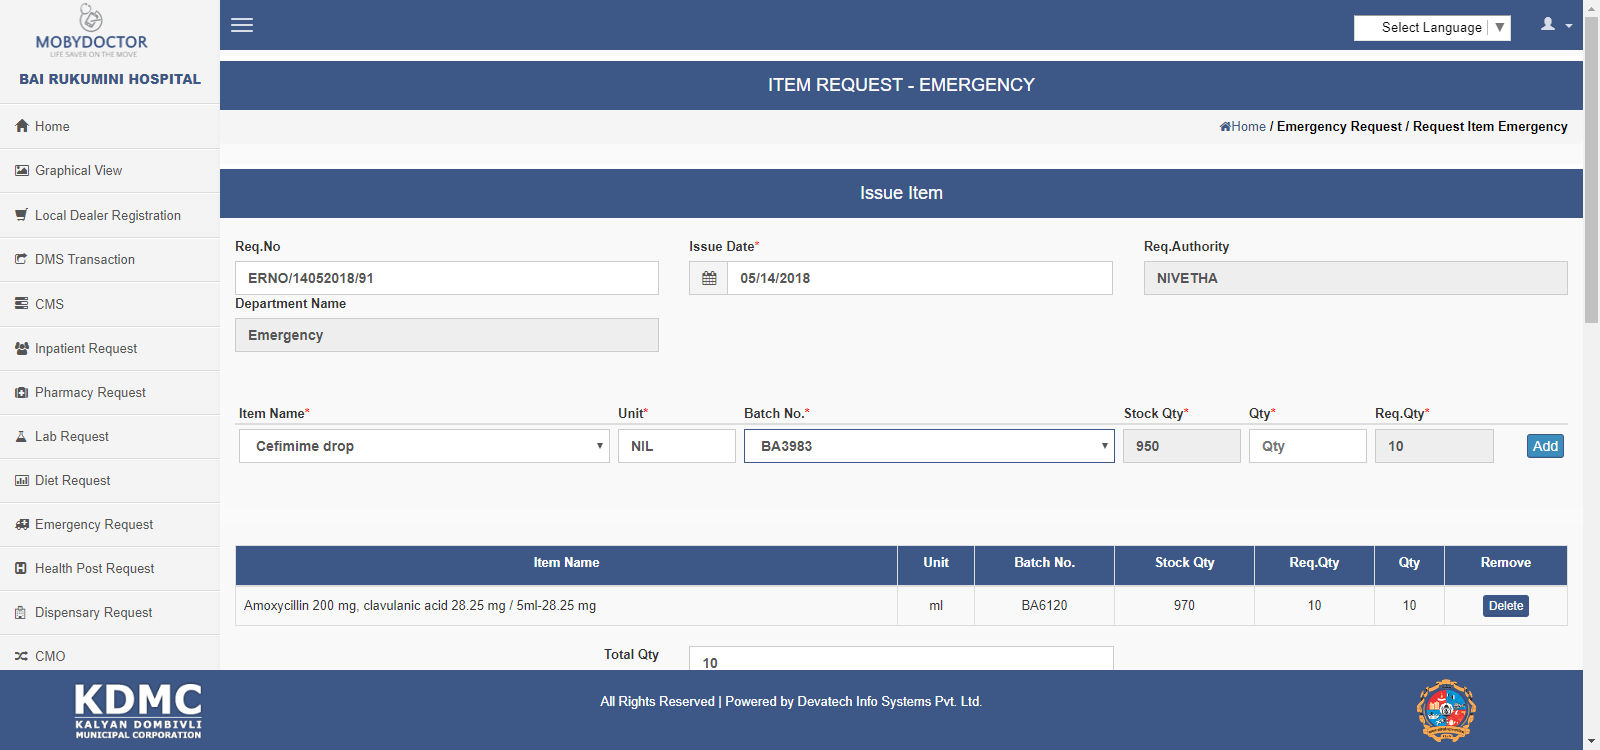 MOBYDOCTOR
LIFE SAVER ON THE MOVE
BAI RUKUMINI HOSPITAL
Home
Graphical View
Local Dealer Registration
DMS Transaction
CMS
Inpatient Request
Pharmacy Request
Lab Request
Diet Request
Emergency Request
Health Post Request
Dispensary Request
CMO
Select Language ▼
ITEM REQUEST - EMERGENCY
Home / Emergency Request / Request Item Emergency
Issue Item
Req.No Issue Date* Req.Authority
ERNO/14052018/91 05/14/2018 NIVETHA
Department Name
Emergency
Item Name* Unit* Batch No.* Stock Qty* Qty* Req.Qty*
Cefimime drop NIL BA3983 950 Qty 10 Add
Item Name Unit Batch No. Stock Qty Req.Qty Qty Remove
Amoxycillin 200 mg, clavulanic acid 28.25 mg / 5ml-28.25 mg ml BA6120 970 10 10 Delete
Total Qty 10
KDMC
KALYAN DOMBIVLI
MUNICIPAL CORPORATION
All Rights Reserved | Powered by Devatech Info Systems Pvt. Ltd.